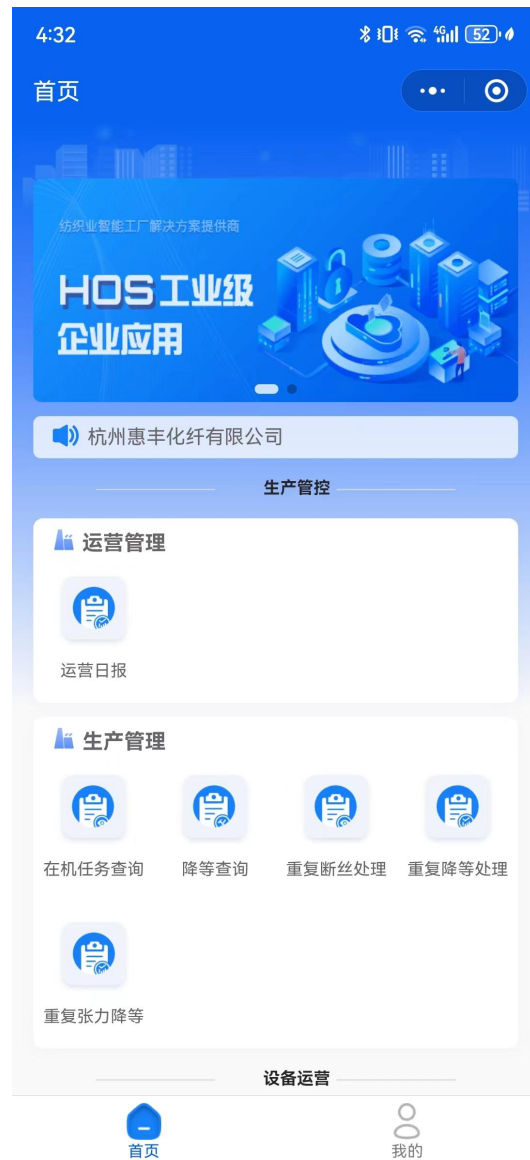 4:32
4G 52
首页
纺织业智能工厂解决方案提供商
HOS工业级
企业应用
杭州惠丰化纤有限公司
生产管控
运营管理
运营日报
生产管理
在机任务查询 降等查询 重复断丝处理 重复降等处理
重复张力降等
设备运营
首页 我的